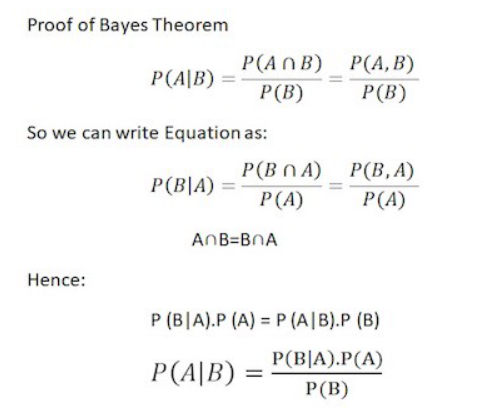 Proof of Bayes Theorem
P(A|B) = P(A ∩ B) / P(B) = P(A, B) / P(B)
So we can write Equation as:
P(B|A) = P(B ∩ A) / P(A) = P(B, A) / P(A)
A∩B=B∩A
Hence:
P (B|A).P (A) = P (A|B).P (B)
P(A|B) = P(B|A).P(A) / P(B)